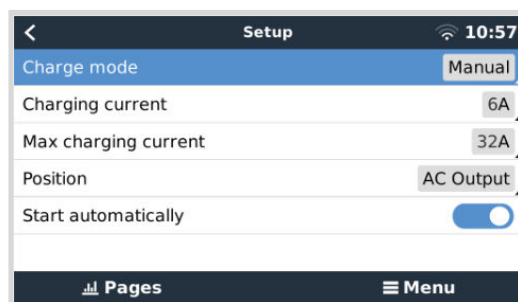 Setup 10:57
Charge mode Manual
Charging current 6A
Max charging current 32A
Position AC Output
Start automatically
Pages Menu